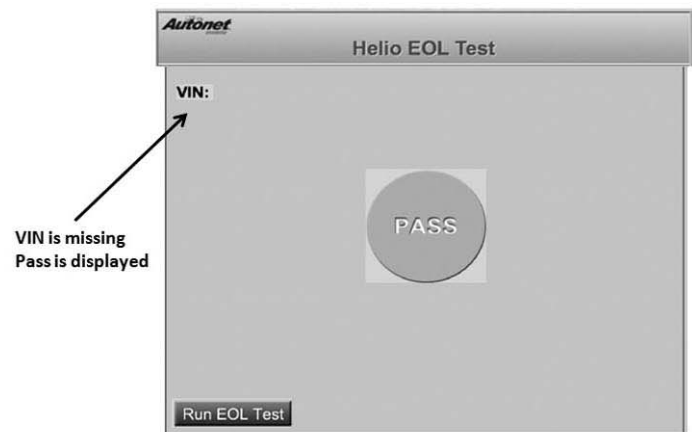 Autonet
Helio EOL Test
VIN:
VIN is missing
Pass is displayed
PASS
Run EOL Test